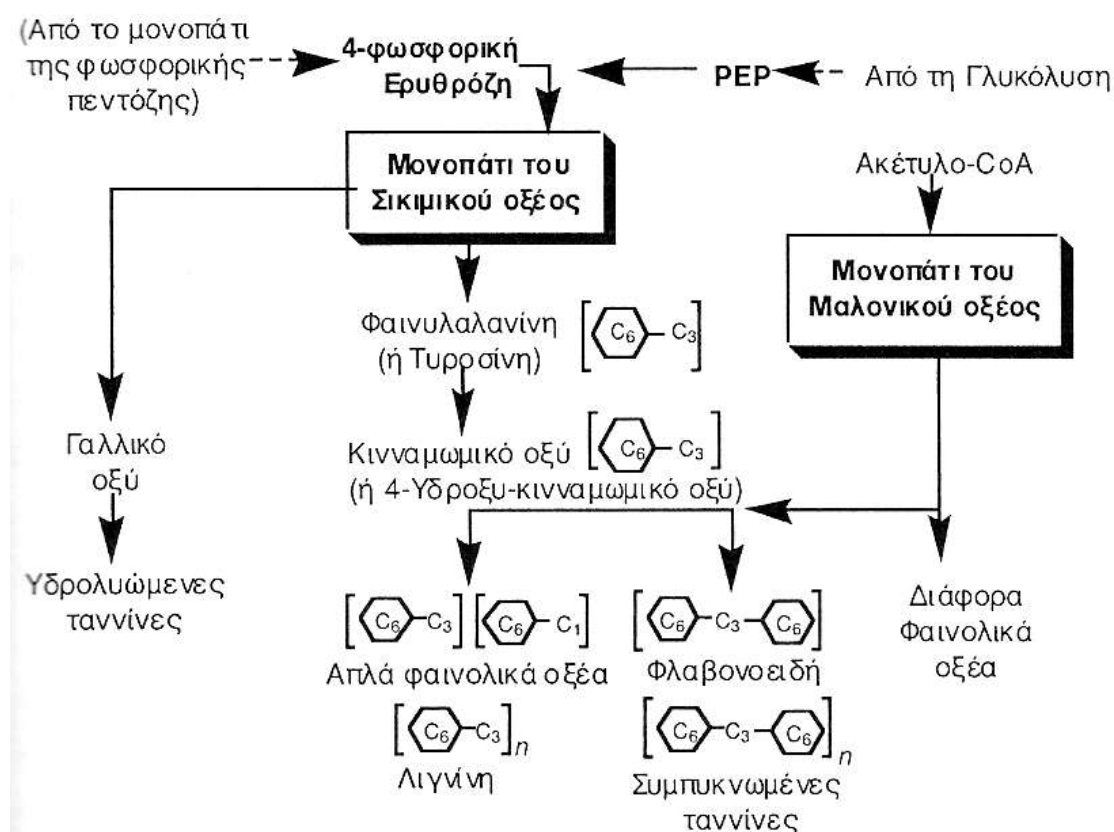 (Από το μονοπάτι
της φωσφορικής
πεντόζης)
4-φωσφορική
Ερυθρόζη
PEP
Από τη Γλυκόλυση
Μονοπάτι του
Σικιμικού οξέος
Ακέτυλο-CoA
Μονοπάτι του
Μαλονικού οξέος
Φαινυλαλανίνη
(ή Τυροσίνη)
[C6-C3]
Γαλλικό
οξύ
Κινναμωμικό οξύ [C6-C3]
(ή 4-Υδροξυ-κινναμωμικό οξύ)
Υδρολυώμενες
ταννίνες
[C6-C3] [C6-C1]
Απλά φαινολικά οξέα
[C6-C3]n
Λιγνίνη
[C6-C3-C6]
Φλαβονοειδή
[C6-C3-C6]n
Συμπυκνωμένες
ταννίνες
Διάφορα
Φαινολικά
οξέα